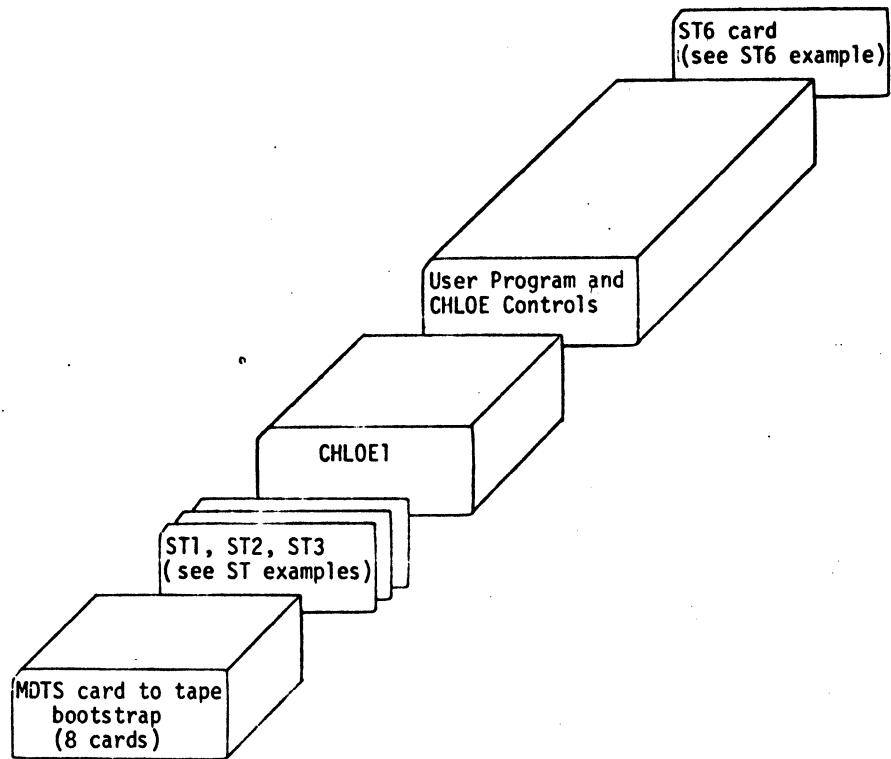 ST6 card
(see ST6 example)
User Program and
CHLOE Controls
CHLOE1
ST1, ST2, ST3
(see ST examples)
MDTS card to tape
bootstrap
(8 cards)